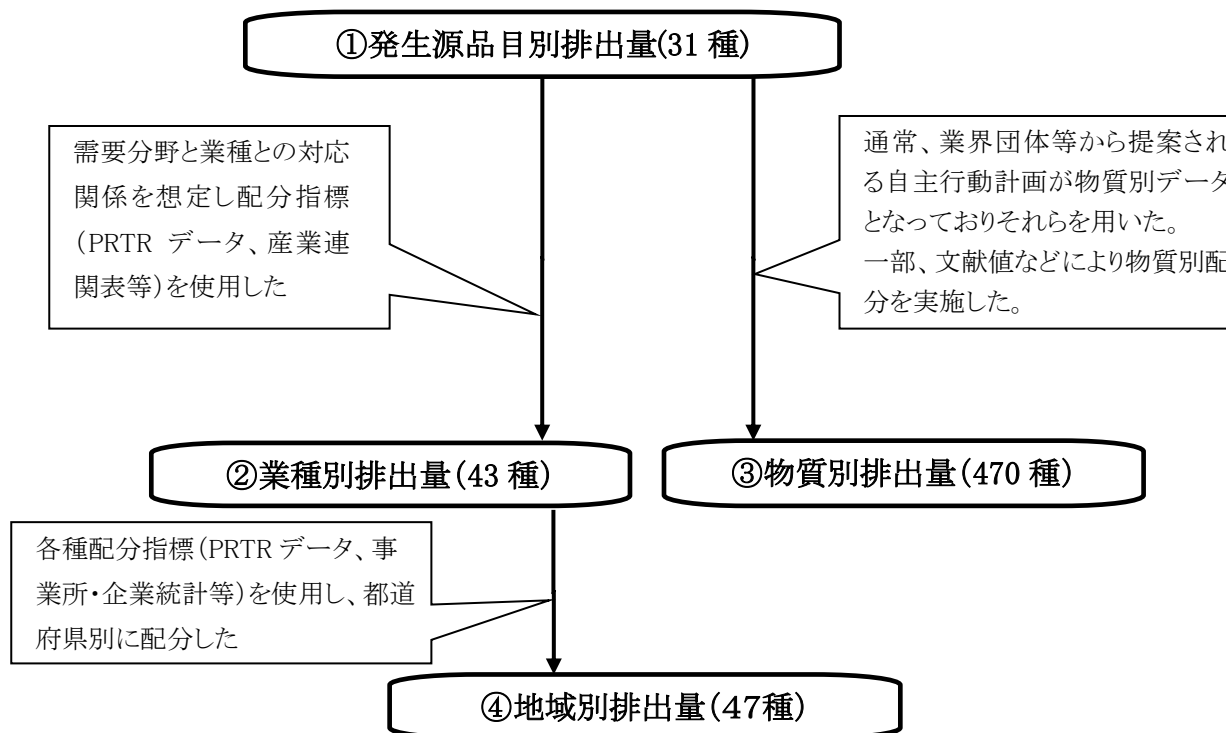 ①発生源品目別排出量(31 種)
需要分野と業種との対応
関係を想定し配分指標
(PRTR データ、産業連
関表等)を使用した
通常、業界団体等から提案され
る自主行動計画が物質別データ
となっておりそれらを用いた。
一部、文献値などにより物質別配
分を実施した。
②業種別排出量(43 種)
③物質別排出量(470 種)
各種配分指標(PRTR データ、事
業所・企業統計等)を使用し、都道
府県別に配分した
④地域別排出量(47種)